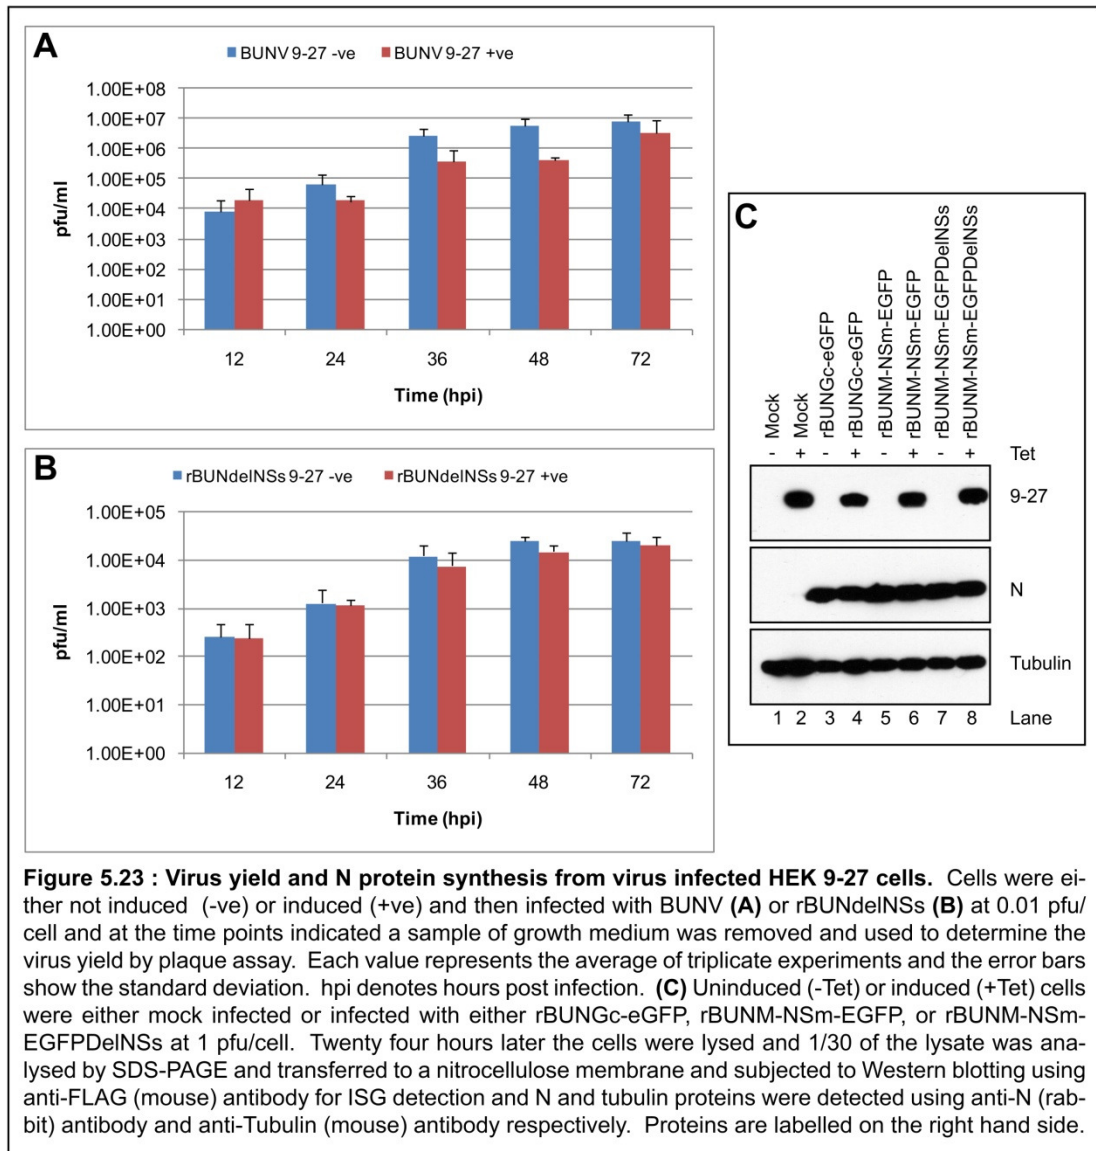 A
BUNV 9-27 -ve BUNV 9-27 +ve
1.00E+08
1.00E+07
1.00E+06
1.00E+05
1.00E+04
1.00E+03
1.00E+02
1.00E+01
1.00E+00
pfu/ml
12 24 36 48 72
Time (hpi)
B
rBUNdelNSs 9-27 -ve rBUNdelNSs 9-27 +ve
1.00E+05
1.00E+04
1.00E+03
1.00E+02
1.00E+01
1.00E+00
pfu/ml
12 24 36 48 72
Time (hpi)
C
Mock
Mock
rBUNGc-eGFP
rBUNGc-eGFP
rBUNM-NSm-EGFP
rBUNM-NSm-EGFP
rBUNM-NSm-EGFPDelNSs
rBUNM-NSm-EGFPDelNSs
- + - + - + - + Tet
9-27
N
Tubulin
1 2 3 4 5 6 7 8 Lane
Figure 5.23 : Virus yield and N protein synthesis from virus infected HEK 9-27 cells. Cells were ei-
ther not induced (-ve) or induced (+ve) and then infected with BUNV (A) or rBUNdelNSs (B) at 0.01 pfu/
cell and at the time points indicated a sample of growth medium was removed and used to determine the
virus yield by plaque assay. Each value represents the average of triplicate experiments and the error bars
show the standard deviation. hpi denotes hours post infection. (C) Uninduced (-Tet) or induced (+Tet) cells
were either mock infected or infected with either rBUNGc-eGFP, rBUNM-NSm-EGFP, or rBUNM-NSm-
EGFPDelNSs at 1 pfu/cell. Twenty four hours later the cells were lysed and 1/30 of the lysate was ana-
lysed by SDS-PAGE and transferred to a nitrocellulose membrane and subjected to Western blotting using
anti-FLAG (mouse) antibody for ISG detection and N and tubulin proteins were detected using anti-N (rab-
bit) antibody and anti-Tubulin (mouse) antibody respectively. Proteins are labelled on the right hand side.